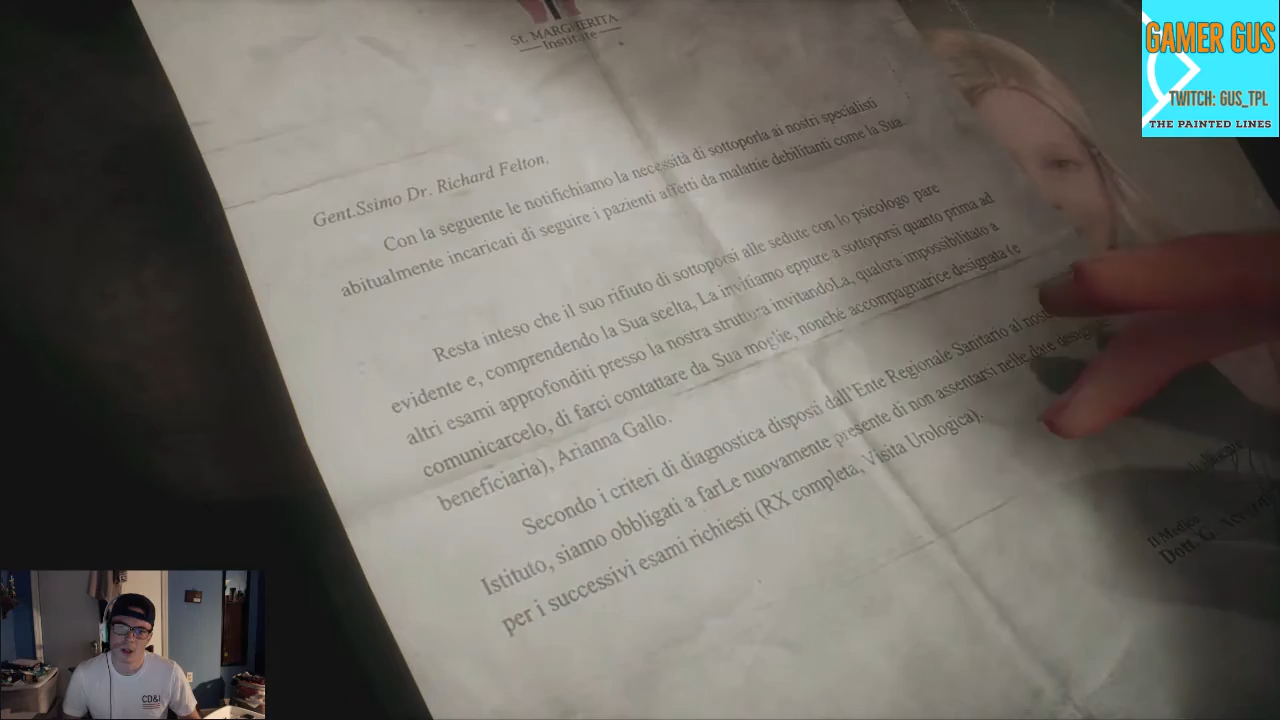 St. MARGHERITA
Institute
GAMER GUS
TWITCH: GUS_TPL
THE PAINTED LINES
Gent.Ssimo Dr. Richard Felton,
Con la seguente le notifichiamo la necessità di sottoporla ai nostri specialisti
abitualmente incaricati di seguire i pazienti affetti da malattie debilitanti come la Sua.
Resta inteso che il suo rifiuto di sottoporsi alle sedute con lo psicologo pare
evidente e, comprendendo la Sua scelta, La invitiamo eppure a sottoporsi quanto prima ad
altri esami approfonditi presso la nostra struttura invitandoLa, qualora impossibilitato a
comunicarcelo, di farci contattare da Sua moglie, nonché accompagnatrice designata (e
beneficiaria), Arianna Gallo.
Secondo i criteri di diagnostica disposti dall'Ente Regionale Sanitario al
Istituto, siamo obbligati a farLe nuovamente presente di non assentarsi nelle date
per i successivi esami richiesti (RX completa, Visita Urologica).
Il Medico
Dott. G.
CD&I